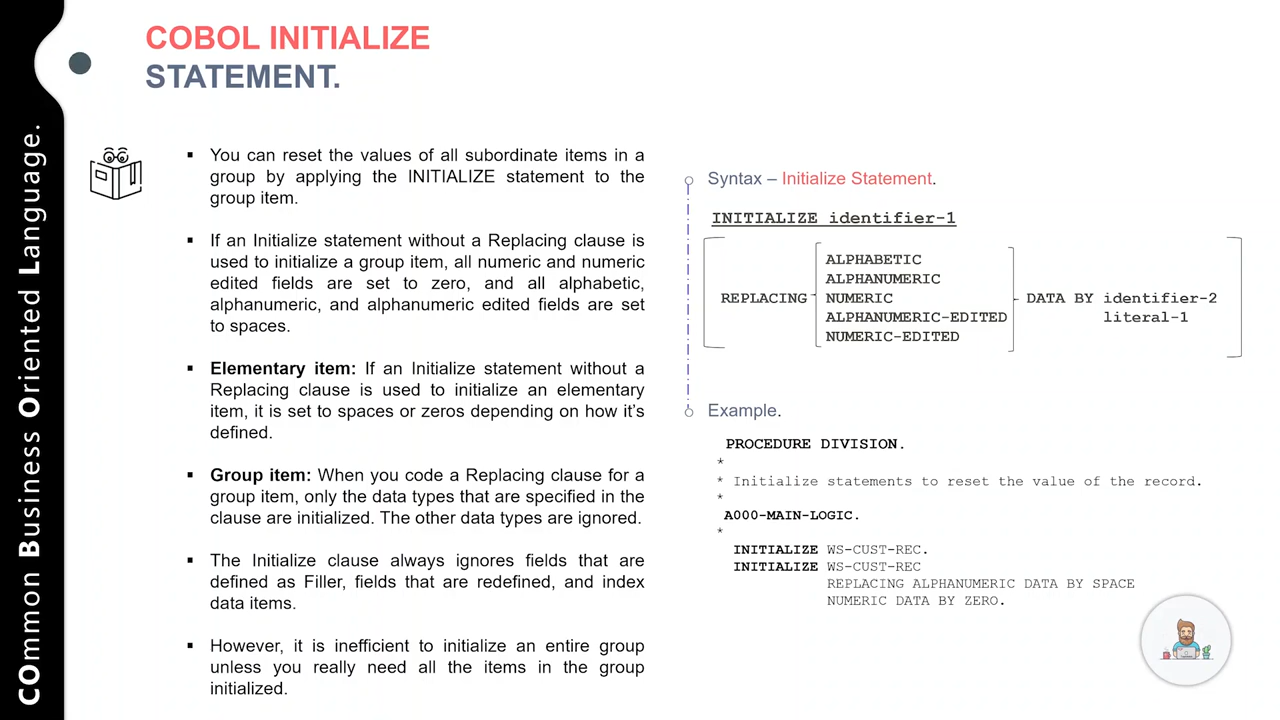 COBOL INITIALIZE
STATEMENT.
COmmon Business Oriented Language.
▪ You can reset the values of all subordinate items in a
group by applying the INITIALIZE statement to the
group item.
▪ If an Initialize statement without a Replacing clause is
used to initialize a group item, all numeric and numeric
edited fields are set to zero, and all alphabetic,
alphanumeric, and alphanumeric edited fields are set
to spaces.
▪ Elementary item: If an Initialize statement without a
Replacing clause is used to initialize an elementary
item, it is set to spaces or zeros depending on how it's
defined.
▪ Group item: When you code a Replacing clause for a
group item, only the data types that are specified in the
clause are initialized. The other data types are ignored.
▪ The Initialize clause always ignores fields that are
defined as Filler, fields that are redefined, and index
data items.
▪ However, it is inefficient to initialize an entire group
unless you really need all the items in the group
initialized.
Syntax – Initialize Statement.
INITIALIZE identifier-1
ALPHABETIC
ALPHANUMERIC
REPLACING NUMERIC DATA BY identifier-2
ALPHANUMERIC-EDITED literal-1
NUMERIC-EDITED
Example.
PROCEDURE DIVISION.
*
* Initialize statements to reset the value of the record.
*
A000-MAIN-LOGIC.
*
INITIALIZE WS-CUST-REC.
INITIALIZE WS-CUST-REC
REPLACING ALPHANUMERIC DATA BY SPACE
NUMERIC DATA BY ZERO.